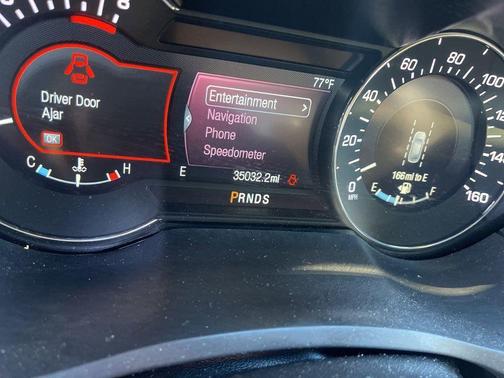 8
Driver Door
Ajar
OK
C H
77°F
Entertainment >
Navigation
Phone
Speedometer
E 35032.2mi
PRNDS
0 20 40 60 80 100 120 140 160
MPH
166 mi to E
E F